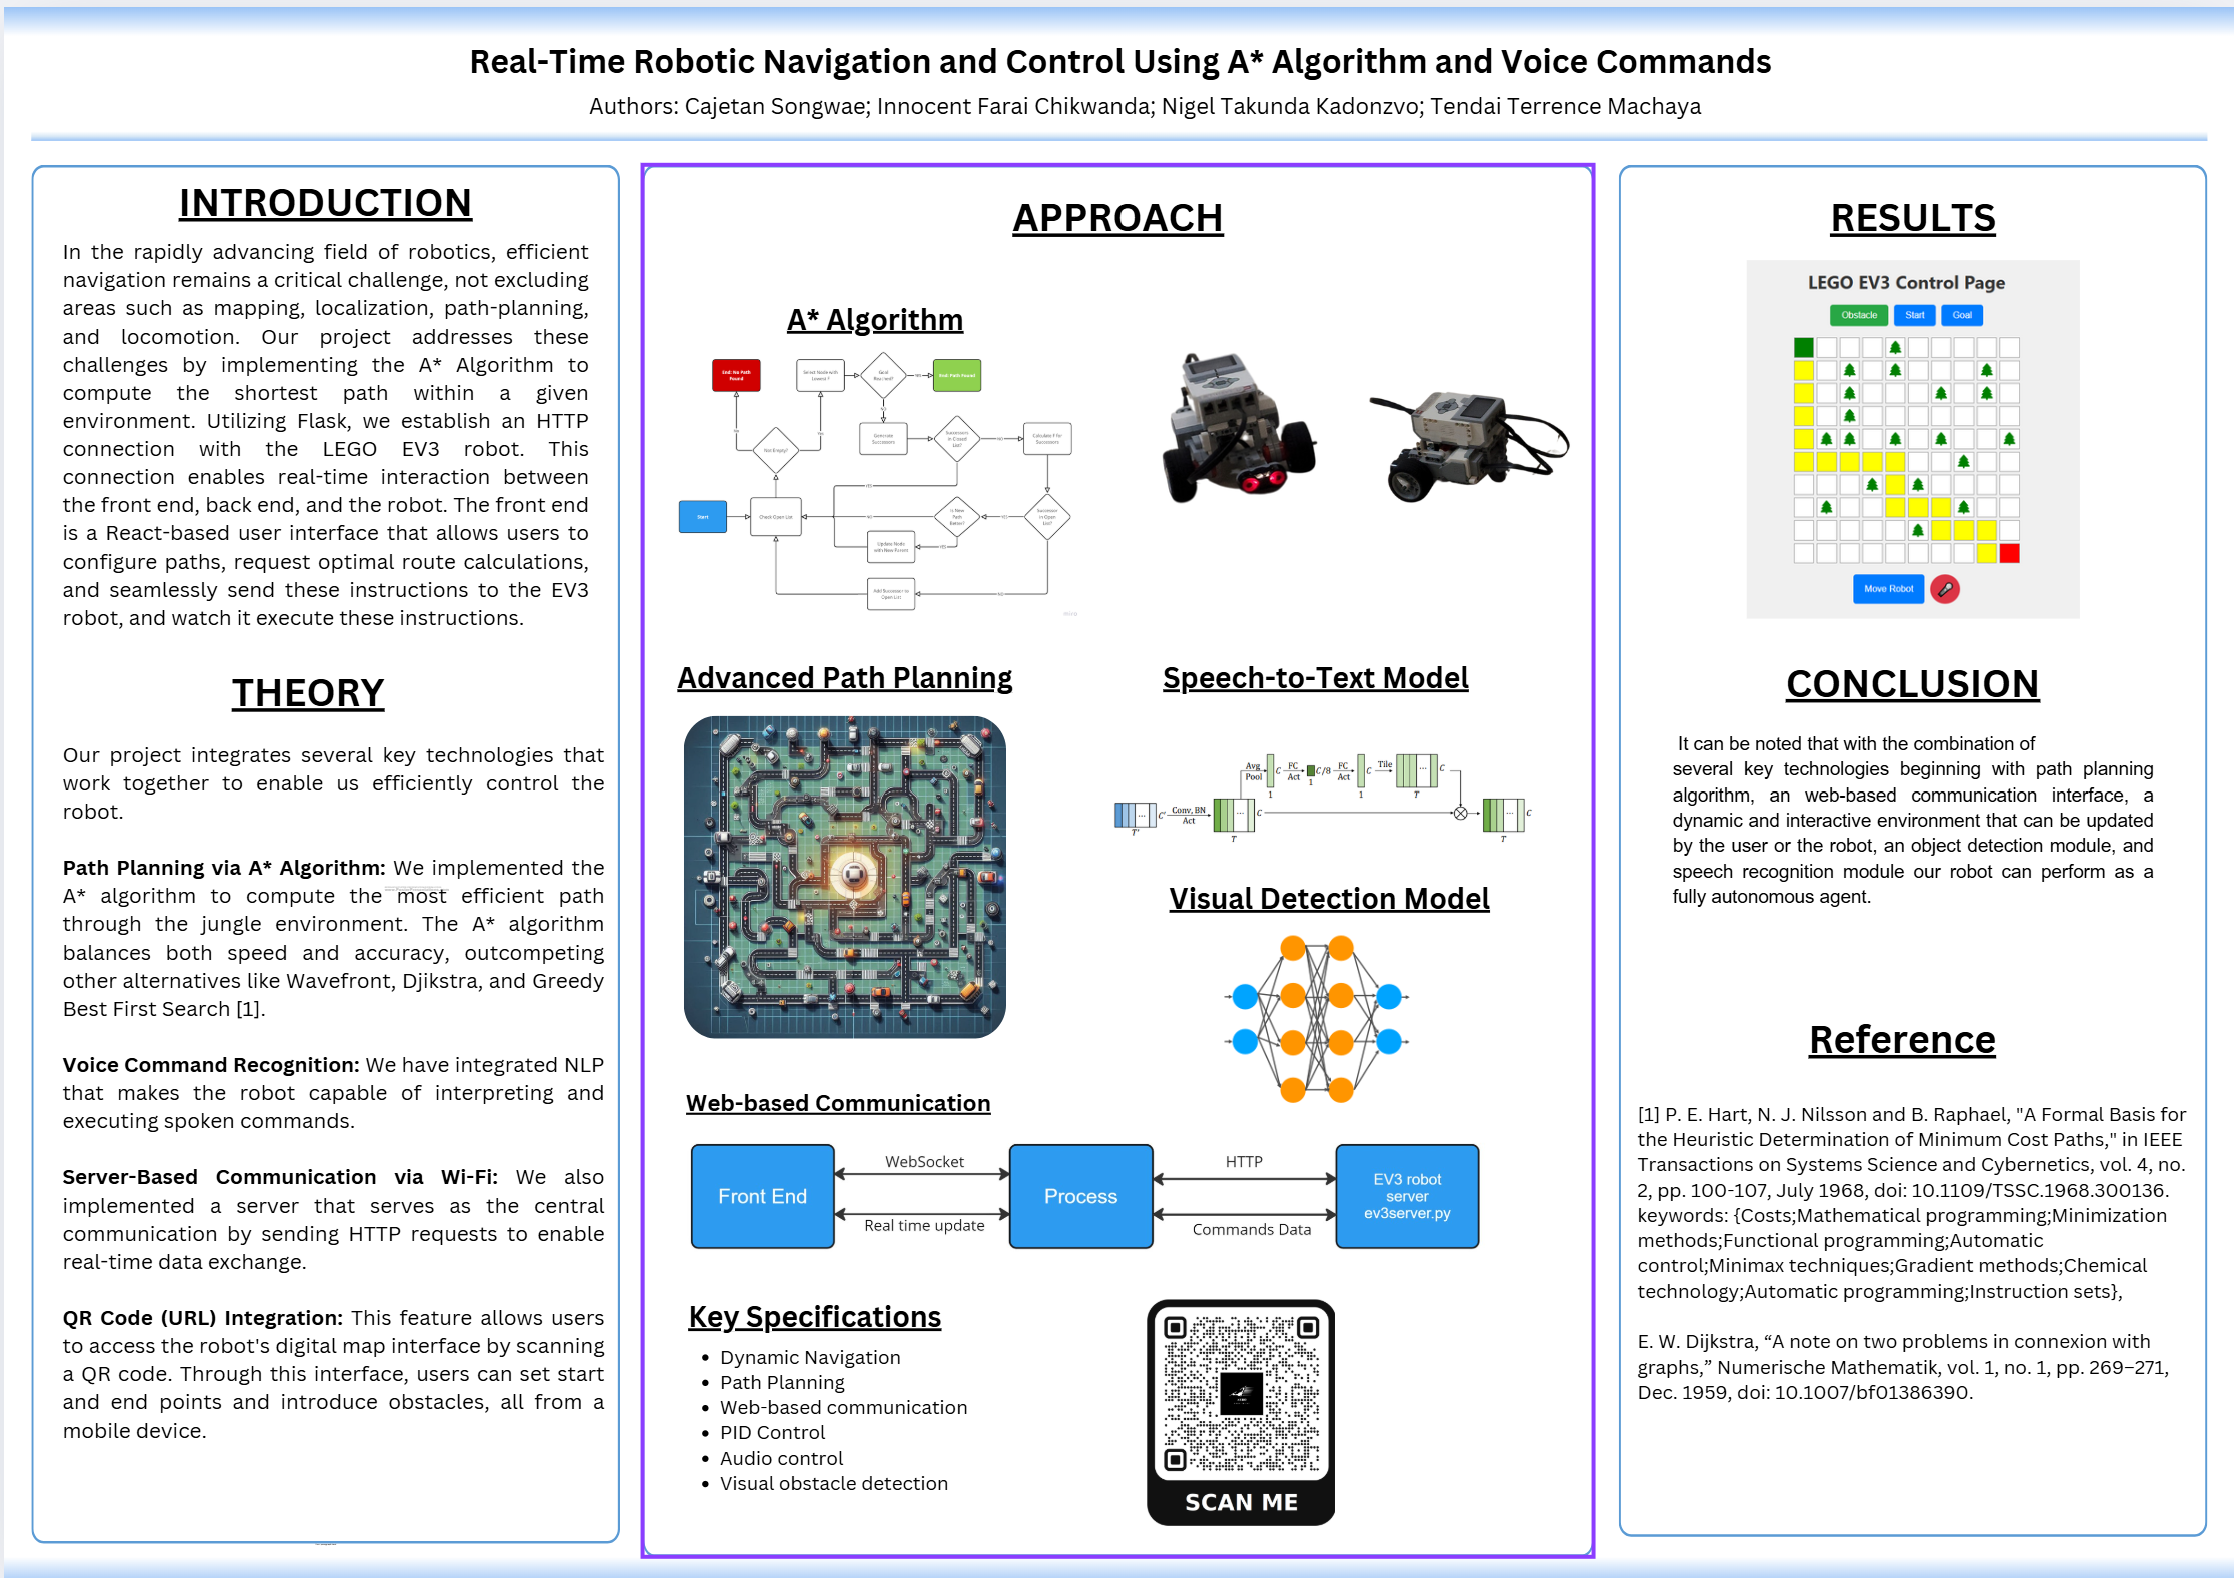 Real-Time Robotic Navigation and Control Using A* Algorithm and Voice Commands
Authors: Cajetan Songwae; Innocent Farai Chikwanda; Nigel Takunda Kadonzvo; Tendai Terrence Machaya
INTRODUCTION
In the rapidly advancing field of robotics, efficient
navigation remains a critical challenge, not excluding
areas such as mapping, localization, path-planning,
and locomotion. Our project addresses these
challenges by implementing the A* Algorithm to
compute the shortest path within a given
environment. Utilizing Flask, we establish an HTTP
connection with the LEGO EV3 robot. This
connection enables real-time interaction between
the front end, back end, and the robot. The front end
is a React-based user interface that allows users to
configure paths, request optimal route calculations,
and seamlessly send these instructions to the EV3
robot, and watch it execute these instructions.
THEORY
Our project integrates several key technologies that
work together to enable us efficiently control the
robot.
Path Planning via A* Algorithm: We implemented the
A* algorithm to compute the most efficient path
through the jungle environment. The A* algorithm
balances both speed and accuracy, outcompeting
other alternatives like Wavefront, Djikstra, and Greedy
Best First Search [1].
Voice Command Recognition: We have integrated NLP
that makes the robot capable of interpreting and
executing spoken commands.
Server-Based Communication via Wi-Fi: We also
implemented a server that serves as the central
communication by sending HTTP requests to enable
real-time data exchange.
QR Code (URL) Integration: This feature allows users
to access the robot's digital map interface by scanning
a QR code. Through this interface, users can set start
and end points and introduce obstacles, all from a
mobile device.
APPROACH
A* Algorithm
End: No Path
Found
Select Node with
Lowest F
Goal
Reached?
YES
End: Path Found
NO
Yes
Yes
Not Empty?
Generate
Successors
Successors
in Closed
List?
NO
Calculate F for
Successors
YES
Start
Check Open List
NO
Is New
Path
Better?
YES
Successor
in Open
List?
Update Node
with New Parent
YES
Add Successor to
Open List
NO
miro
Advanced Path Planning
Speech-to-Text Model
Avg
Pool
C
1
FC
Act
C/8
1
FC
Act
C
1
Tile
C
T
T'
C'
Conv, BN
Act
C
T
C
T
Visual Detection Model
Web-based Communication
Front End
WebSocket
Real time update
Process
HTTP
Commands Data
EV3 robot
server
ev3server.py
Key Specifications
• Dynamic Navigation
• Path Planning
• Web-based communication
• PID Control
• Audio control
• Visual obstacle detection
SCAN ME
RESULTS
LEGO EV3 Control Page
Obstacle Start Goal
Move Robot
CONCLUSION
It can be noted that with the combination of
several key technologies beginning with path planning
algorithm, an web-based communication interface, a
dynamic and interactive environment that can be updated
by the user or the robot, an object detection module, and
speech recognition module our robot can perform as a
fully autonomous agent.
Reference
[1] P. E. Hart, N. J. Nilsson and B. Raphael, "A Formal Basis for
the Heuristic Determination of Minimum Cost Paths," in IEEE
Transactions on Systems Science and Cybernetics, vol. 4, no.
2, pp. 100-107, July 1968, doi: 10.1109/TSSC.1968.300136.
keywords: {Costs;Mathematical programming;Minimization
methods;Functional programming;Automatic
control;Minimax techniques;Gradient methods;Chemical
technology;Automatic programming;Instruction sets},
E. W. Dijkstra, “A note on two problems in connexion with
graphs,” Numerische Mathematik, vol. 1, no. 1, pp. 269–271,
Dec. 1959, doi: 10.1007/bf01386390.